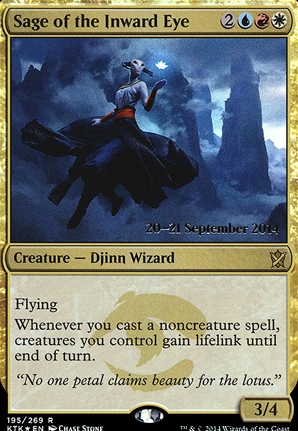 Sage of the Inward Eye 2
20–21 September 2014
Creature — Djinn Wizard
Flying
Whenever you cast a noncreature spell,
creatures you control gain lifelink until
end of turn.
“No one petal claims beauty for the lotus.”
3/4
195/269 R
KTK ★ EN Chase Stone
™ & © 2014 Wizards of the Coast